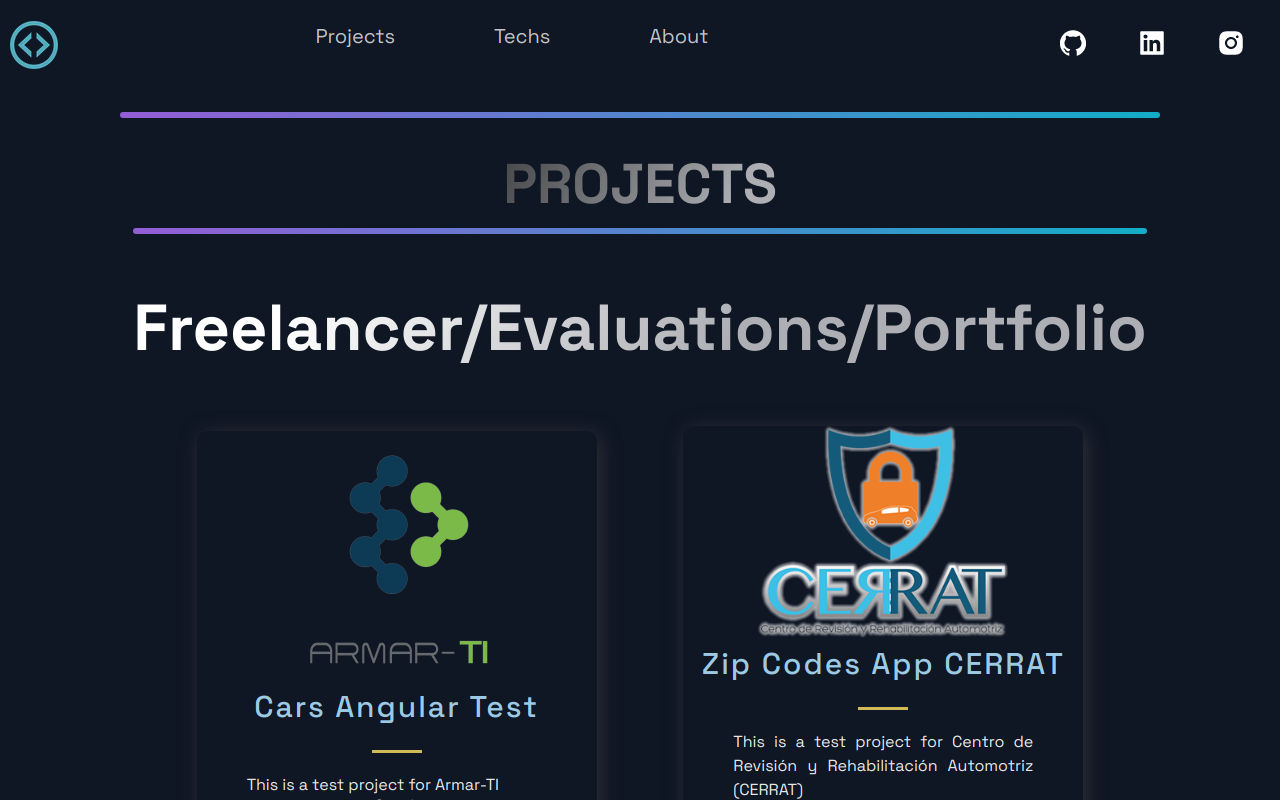 Projects Techs About
PROJECTS
Freelancer/Evaluations/Portfolio
ARMAR-TI
Cars Angular Test
This is a test project for Armar-TI
CERRAT
Centro de Revisión y Rehabilitación Automotriz
Zip Codes App CERRAT
This is a test project for Centro de
Revisión y Rehabilitación Automotriz
(CERRAT)